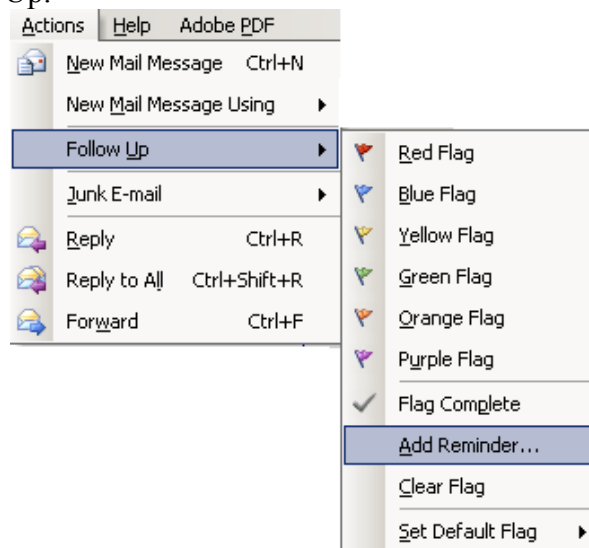 Up.
Actions Help Adobe PDF
New Mail Message Ctrl+N
New Mail Message Using
Follow Up
Junk E-mail
Reply Ctrl+R
Reply to All Ctrl+Shift+R
Forward Ctrl+F
Red Flag
Blue Flag
Yellow Flag
Green Flag
Orange Flag
Purple Flag
Flag Complete
Add Reminder...
Clear Flag
Set Default Flag